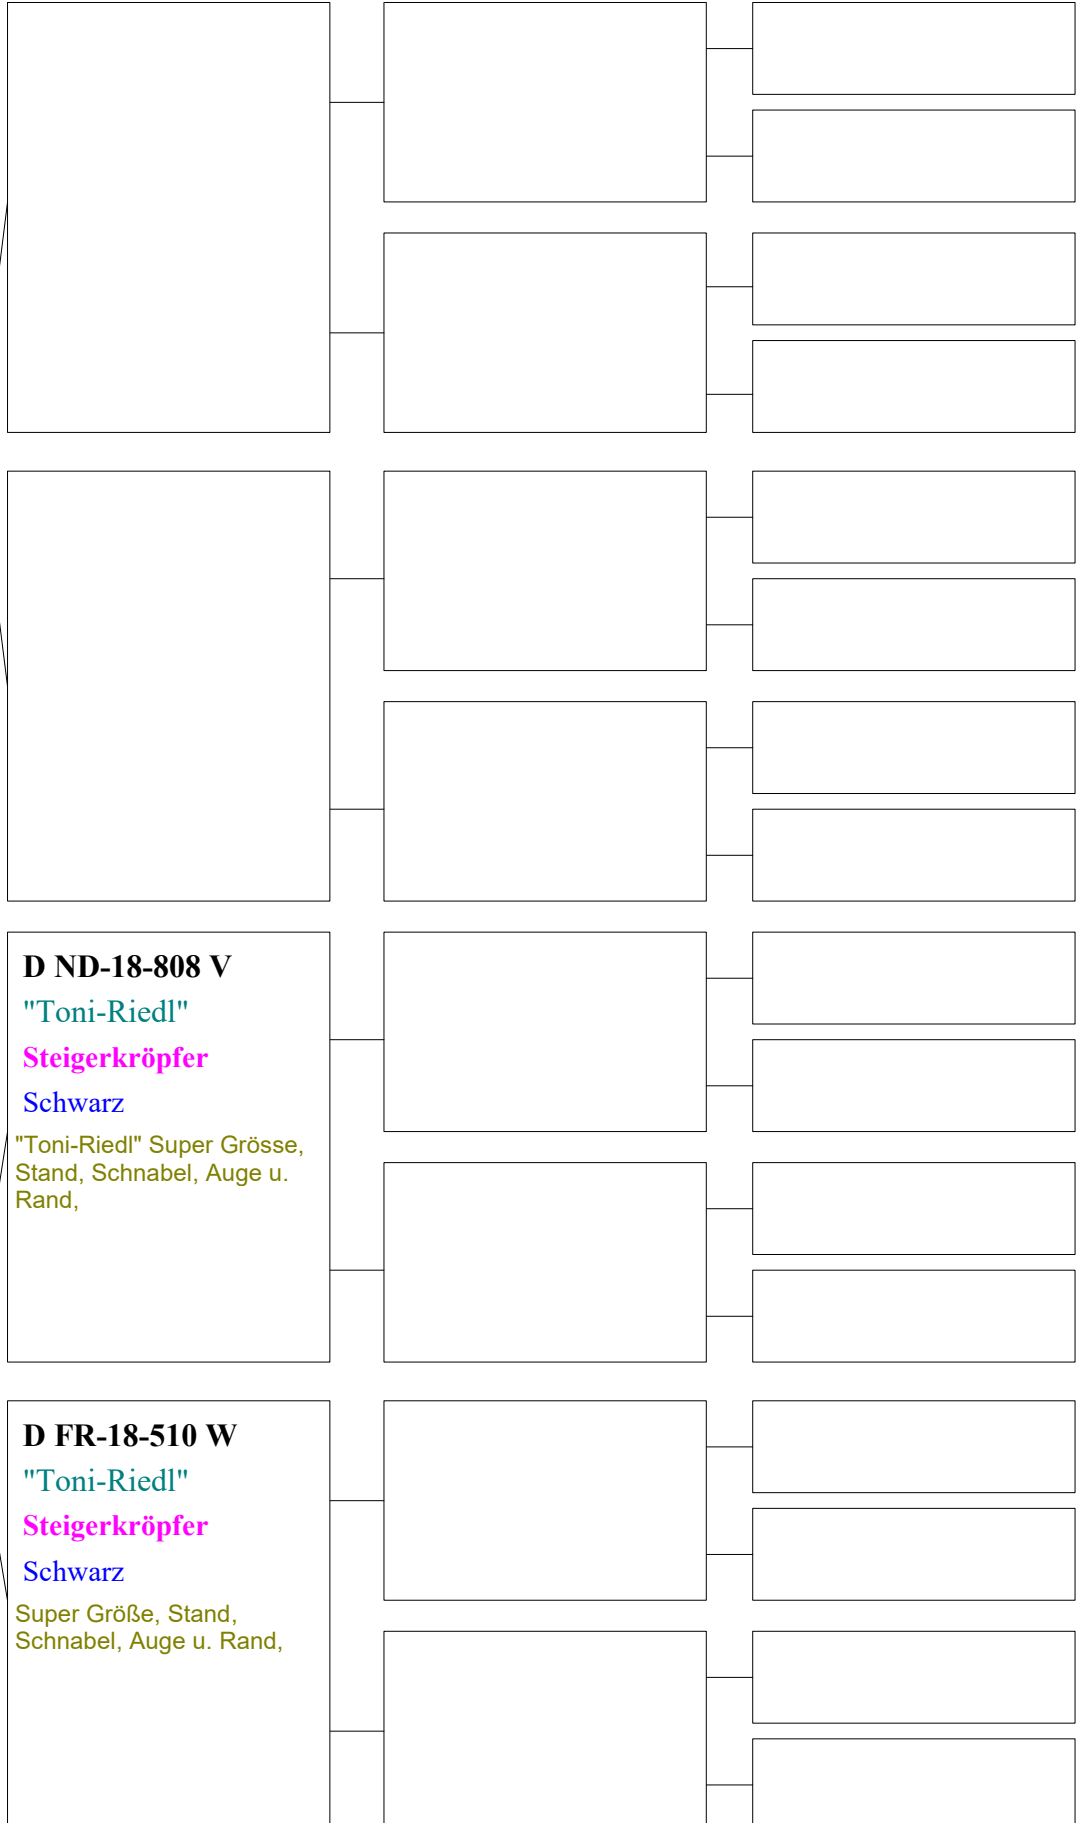 D ND-18-808 V
"Toni-Riedl"
Steigerkröpfer
Schwarz
"Toni-Riedl" Super Grösse,
Stand, Schnabel, Auge u.
Rand,
D FR-18-510 W
"Toni-Riedl"
Steigerkröpfer
Schwarz
Super Größe, Stand,
Schnabel, Auge u. Rand,